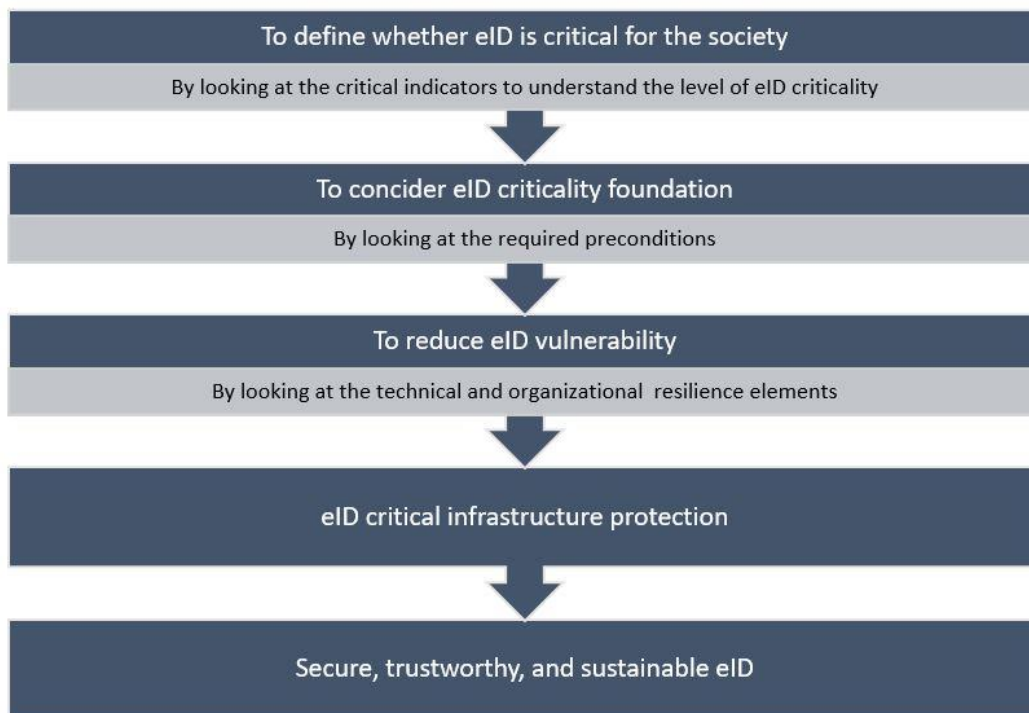 To define whether eID is critical for the society
By looking at the critical indicators to understand the level of eID criticality
To concider eID criticality foundation
By looking at the required preconditions
To reduce eID vulnerability
By looking at the technical and organizational resilience elements
eID critical infrastructure protection
Secure, trustworthy, and sustainable eID